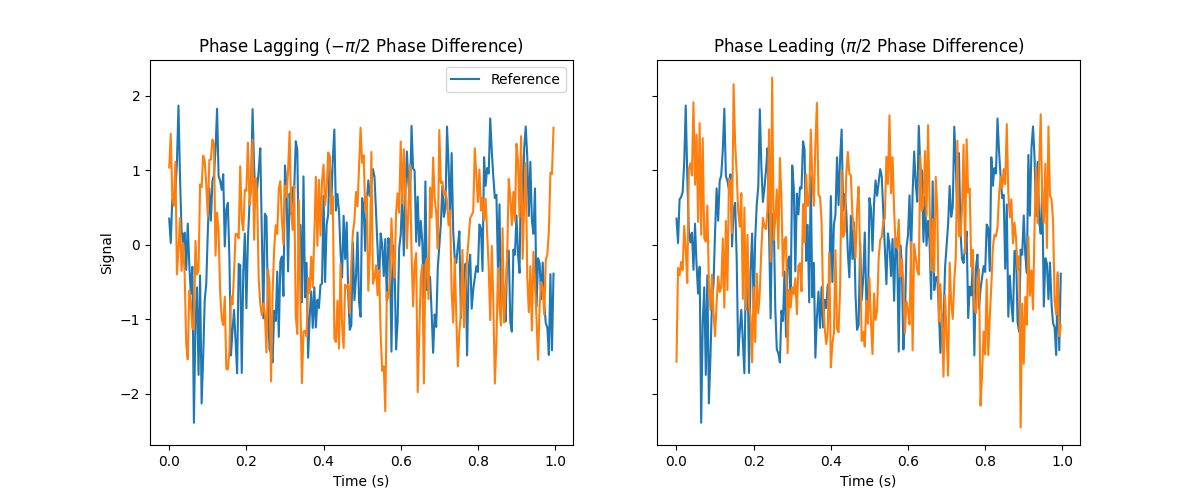 Phase Lagging (−π/2 Phase Difference)
Phase Leading (π/2 Phase Difference)
Reference
2
1
0
−1
−2
Signal
0.0 0.2 0.4 0.6 0.8 1.0
0.0 0.2 0.4 0.6 0.8 1.0
Time (s)
Time (s)